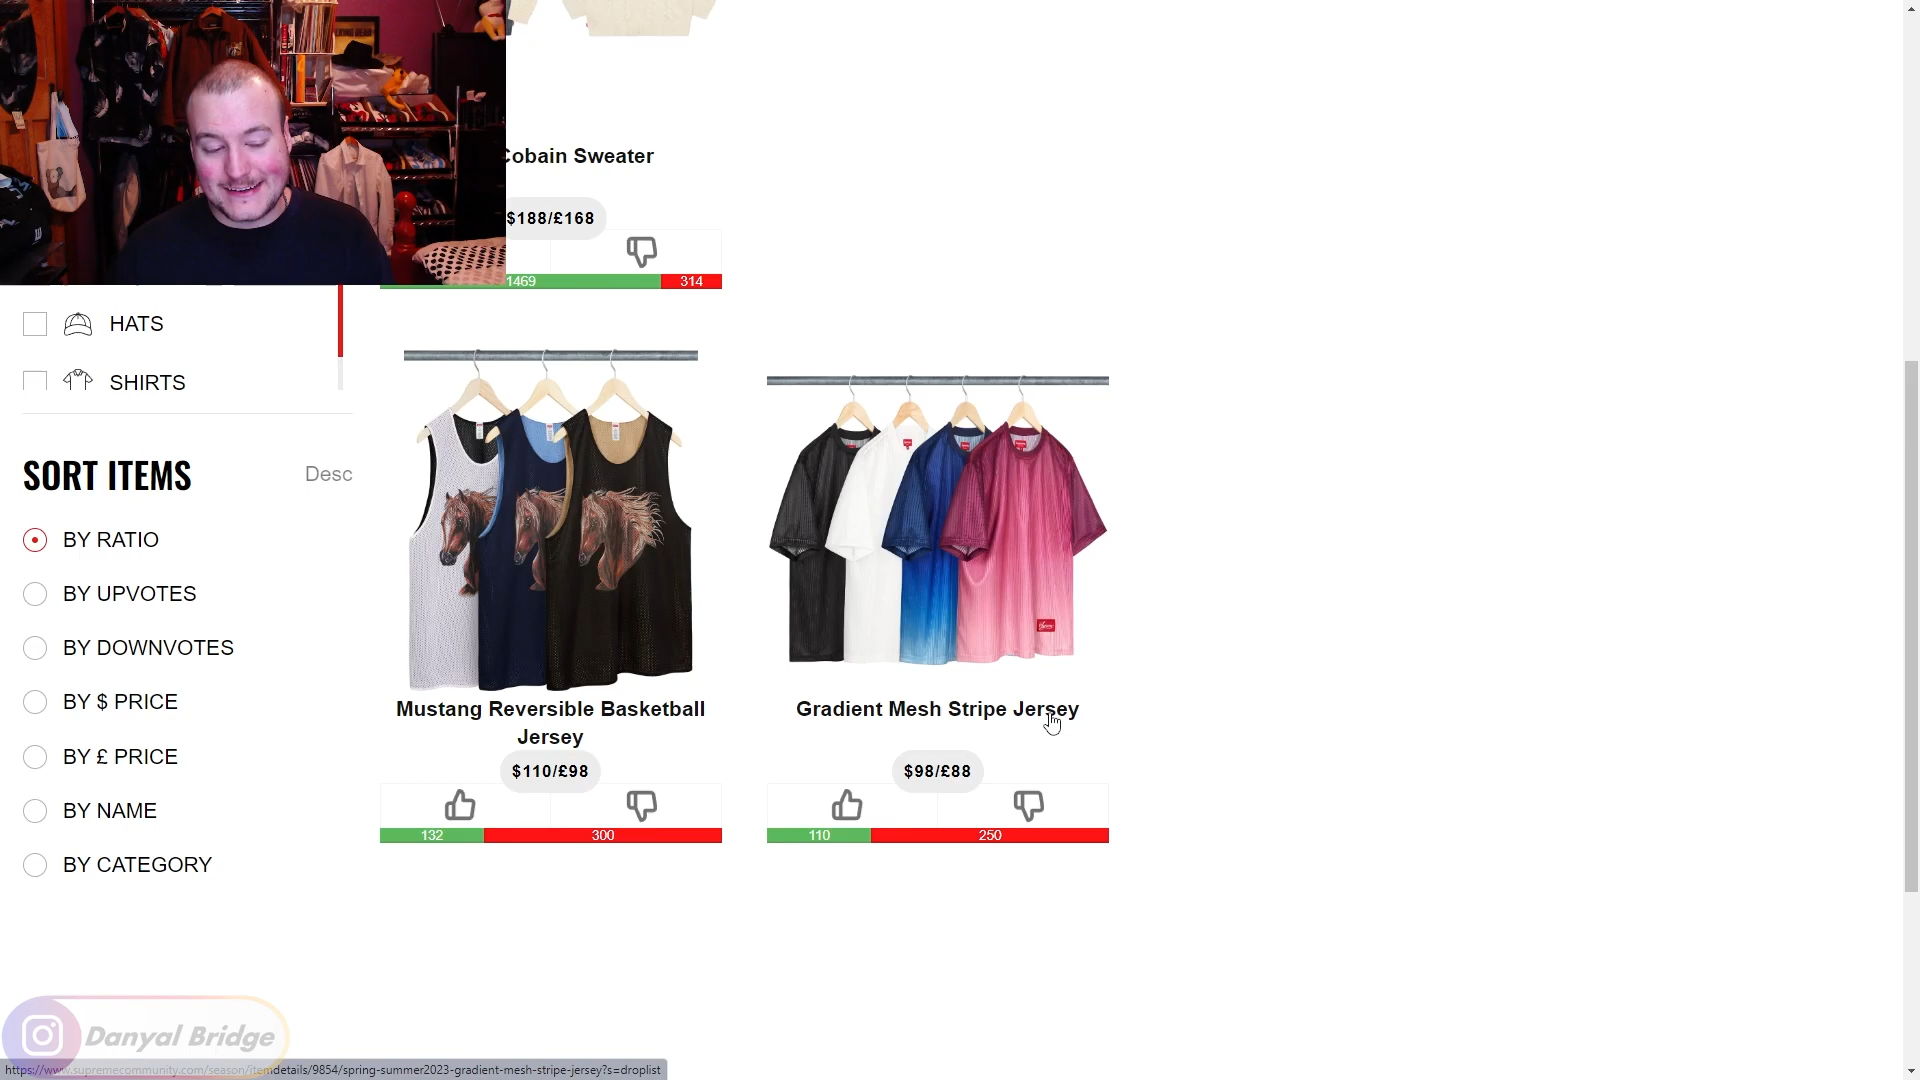 Cobain Sweater
$188/£168
1469
314
HATS
SHIRTS
SORT ITEMS
Desc
BY RATIO
BY UPVOTES
BY DOWNVOTES
BY $ PRICE
BY £ PRICE
BY NAME
BY CATEGORY
Mustang Reversible Basketball
Jersey
$110/£98
132
300
Gradient Mesh Stripe Jersey
$98/£88
110
250
Danyal Bridge
https://www.supremecommunity.com/season/itemdetails/9854/spring-summer2023-gradient-mesh-stripe-jersey?s=droplist